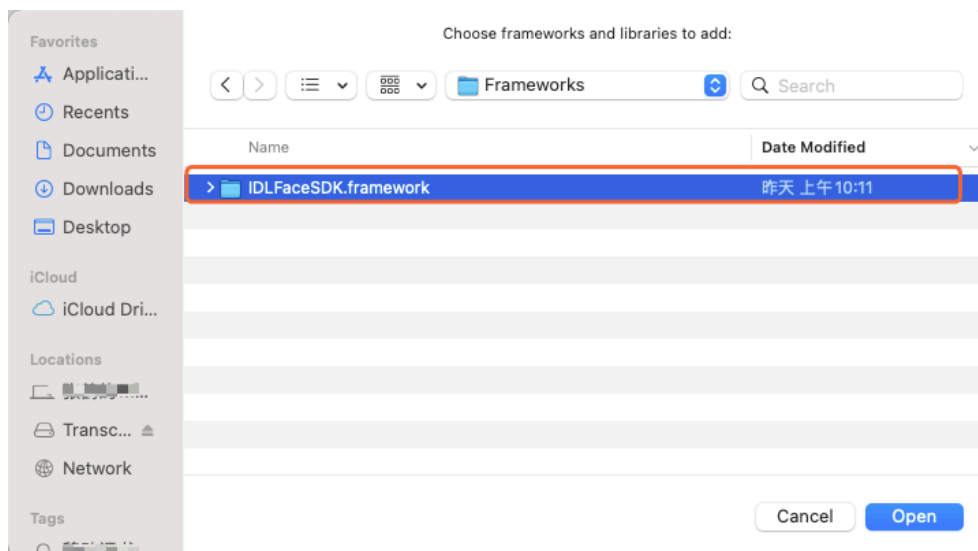 Choose frameworks and libraries to add:
Favorites
Applicati...
Recents
Documents
Downloads
Desktop
iCloud
iCloud Dri...
Locations
Transc...
Network
Tags
Frameworks
Search
Name
Date Modified
IDLFaceSDK.framework
昨天 上午10:11
Cancel
Open